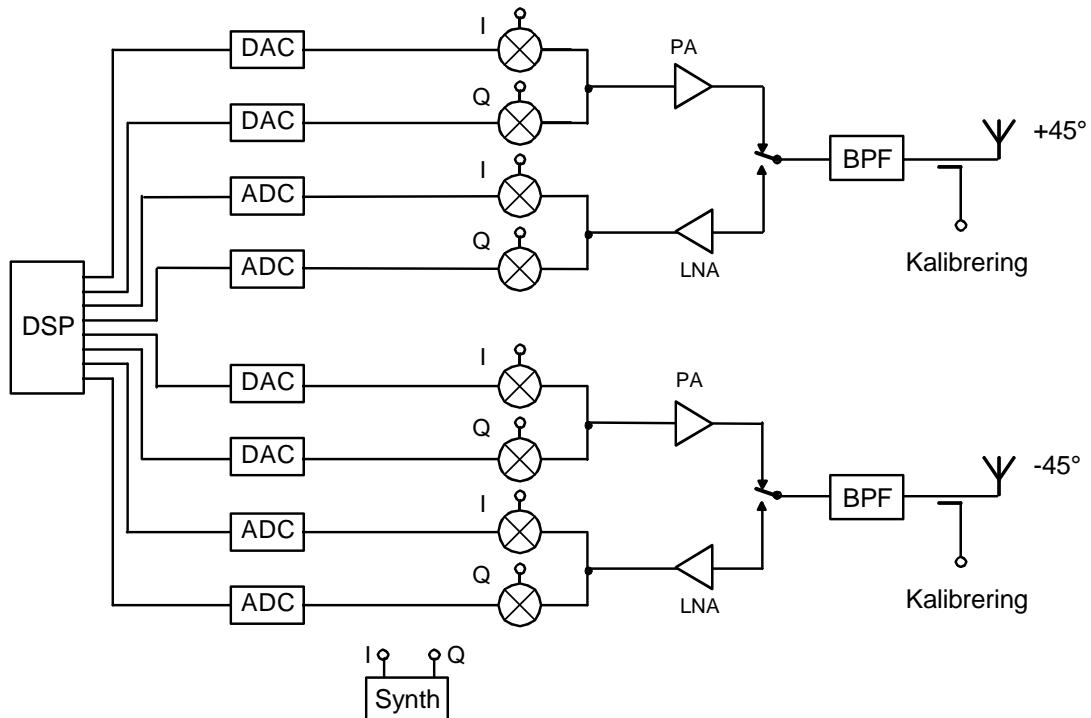 I
DAC
PA
Q
DAC
+45°
BPF
I
ADC
Q
ADC
LNA
Kalibrering
DSP
I
DAC
PA
Q
DAC
-45°
BPF
I
ADC
Q
ADC
LNA
Kalibrering
I Q
Synth